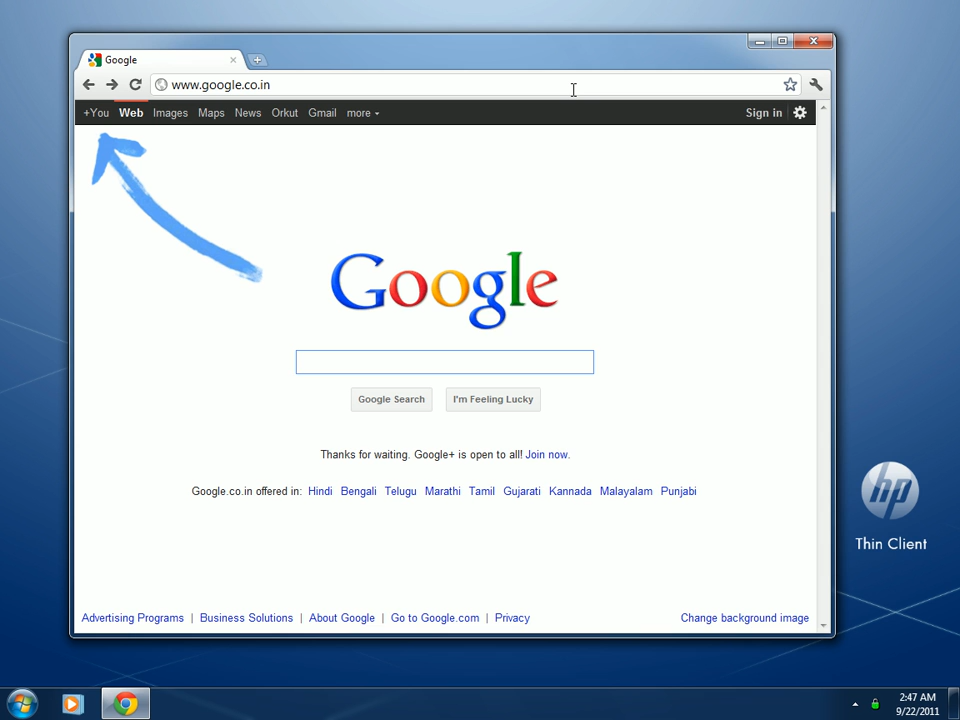 Google
www.google.co.in
+You Web Images Maps News Orkut Gmail more Sign in
Google
Google Search I'm Feeling Lucky
Thanks for waiting. Google+ is open to all! Join now.
Google.co.in offered in: Hindi Bengali Telugu Marathi Tamil Gujarati Kannada Malayalam Punjabi
hp
Thin Client
Advertising Programs | Business Solutions | About Google | Go to Google.com | Privacy Change background image
2:47 AM
9/22/2011